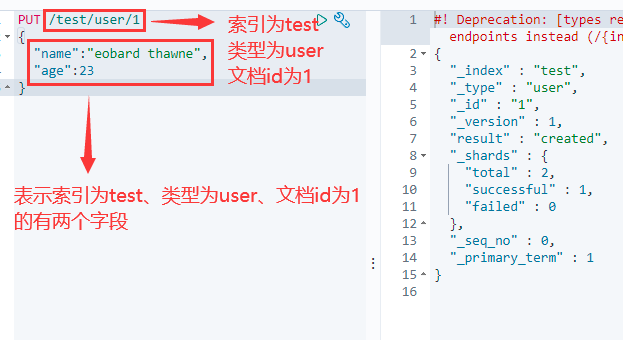 PUT /test/user/1
{
"name":"eobard thawne",
"age":23
}
索引为test
类型为user
文档id为1
表示索引为test、类型为user、文档id为1
的有两个字段
1 #! Deprecation: [types re
endpoints instead (/{in
2 {
3 "_index" : "test",
4 "_type" : "user",
5 "_id" : "1",
6 "_version" : 1,
7 "result" : "created",
8 "_shards" : {
9 "total" : 2,
10 "successful" : 1,
11 "failed" : 0
12 },
13 "_seq_no" : 0,
14 "_primary_term" : 1
15 }
16